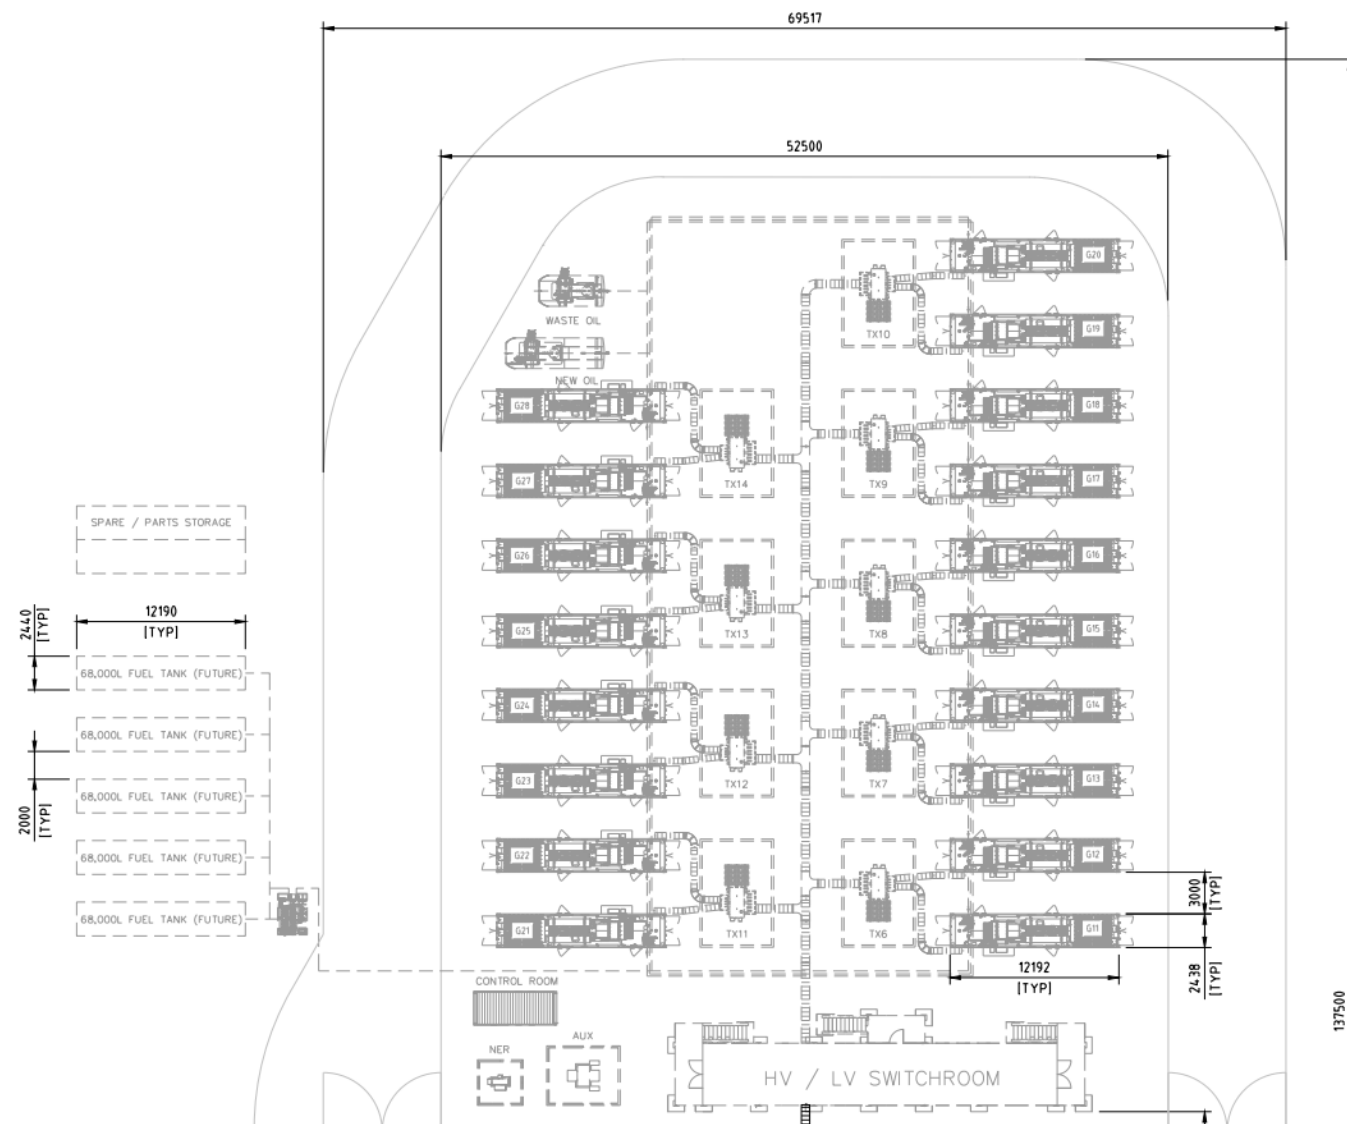 69517
52500
G20
WASTE OIL
TX10
G19
NEW OIL
G28
G18
G27
TX14
TX9
G17
SPARE / PARTS STORAGE
G26
G16
2440
[TYP]
12190
[TYP]
G25
TX13
TX8
G15
68,000L FUEL TANK (FUTURE)
G24
G14
68,000L FUEL TANK (FUTURE)
G23
TX12
TX7
G13
2000
[TYP]
68,000L FUEL TANK (FUTURE)
G22
G12
68,000L FUEL TANK (FUTURE)
3000
[TYP]
68,000L FUEL TANK (FUTURE)
G21
TX11
TX6
G11
12192
[TYP]
2438
[TYP]
CONTROL ROOM
137500
NER
AUX
HV / LV SWITCHROOM